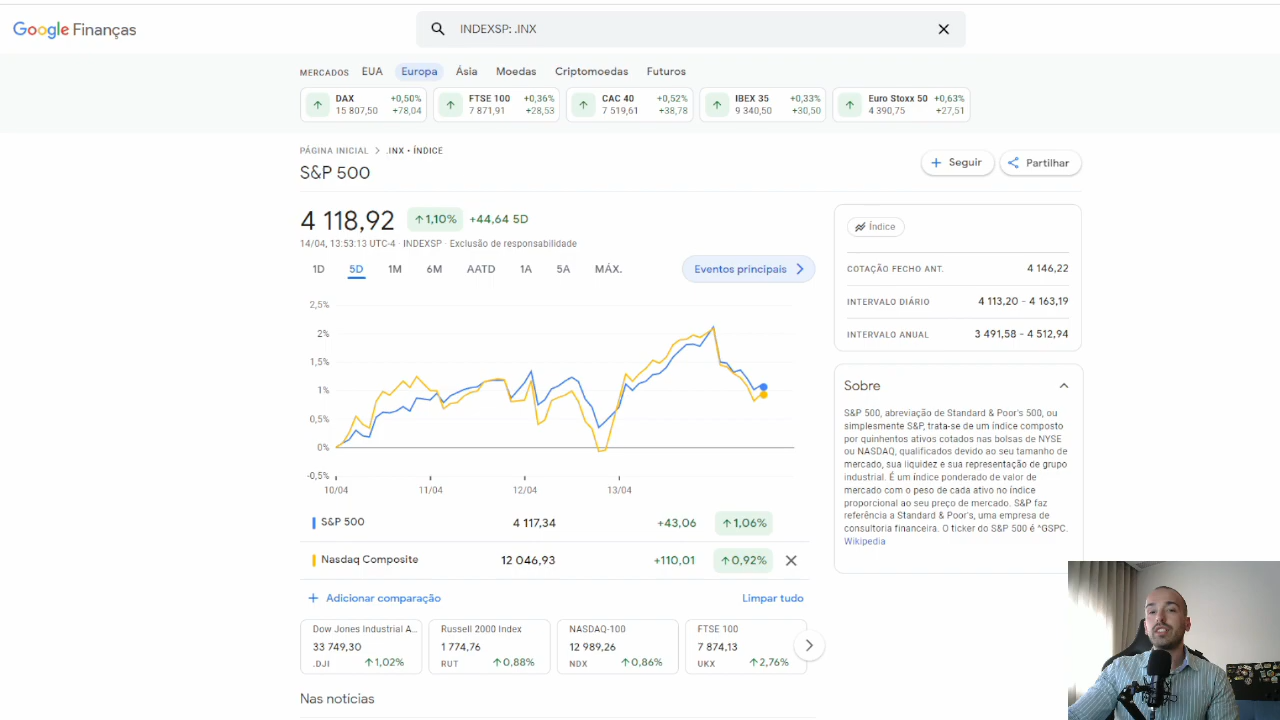 Google Finanças
INDEXSP: .INX
MERCADOS EUA Europa Ásia Moedas Criptomoedas Futuros
DAX +0,50%
15 807,50 +78,04
FTSE 100 +0,36%
7 871,91 +28,53
CAC 40 +0,52%
7 519,61 +38,78
IBEX 35 +0,33%
9 340,50 +30,50
Euro Stoxx 50 +0,63%
4 390,75 +27,51
PÁGINA INICIAL > .INX • ÍNDICE
S&P 500
+ Seguir
Partilhar
4 118,92 ↑1,10% +44,64 5D
14/04, 13:53:13 UTC-4 · INDEXSP · Exclusão de responsabilidade
1D 5D 1M 6M AATD 1A 5A MÁX.
Eventos principais
2,5%
2%
1,5%
1%
0,5%
0%
-0,5%
10/04 11/04 12/04 13/04
S&P 500 4 117,34 +43,06 ↑1,06%
Nasdaq Composite 12 046,93 +110,01 ↑0,92%
+ Adicionar comparação
Limpar tudo
Dow Jones Industrial A...
33 749,30
.DJI ↑1,02%
Russell 2000 Index
1 774,76
RUT ↑0,88%
NASDAQ-100
12 989,26
NDX ↑0,86%
FTSE 100
7 874,13
UKX ↑2,76%
Nas notícias
Índice
COTAÇÃO FECHO ANT. 4 146,22
INTERVALO DIÁRIO 4 113,20 - 4 163,19
INTERVALO ANUAL 3 491,58 - 4 512,94
Sobre
S&P 500, abreviação de Standard & Poor's 500, ou
simplesmente S&P, trata-se de um índice composto
por quinhentos ativos cotados nas bolsas de NYSE
ou NASDAQ, qualificados devido ao seu tamanho de
mercado, sua liquidez e sua representação de grupo
industrial. É um índice ponderado de valor de
mercado com o peso de cada ativo no índice
proporcional ao seu preço de mercado. S&P faz
referência a Standard & Poor's, uma empresa de
consultoria financeira. O ticker do S&P 500 é ^GSPC.
Wikipedia